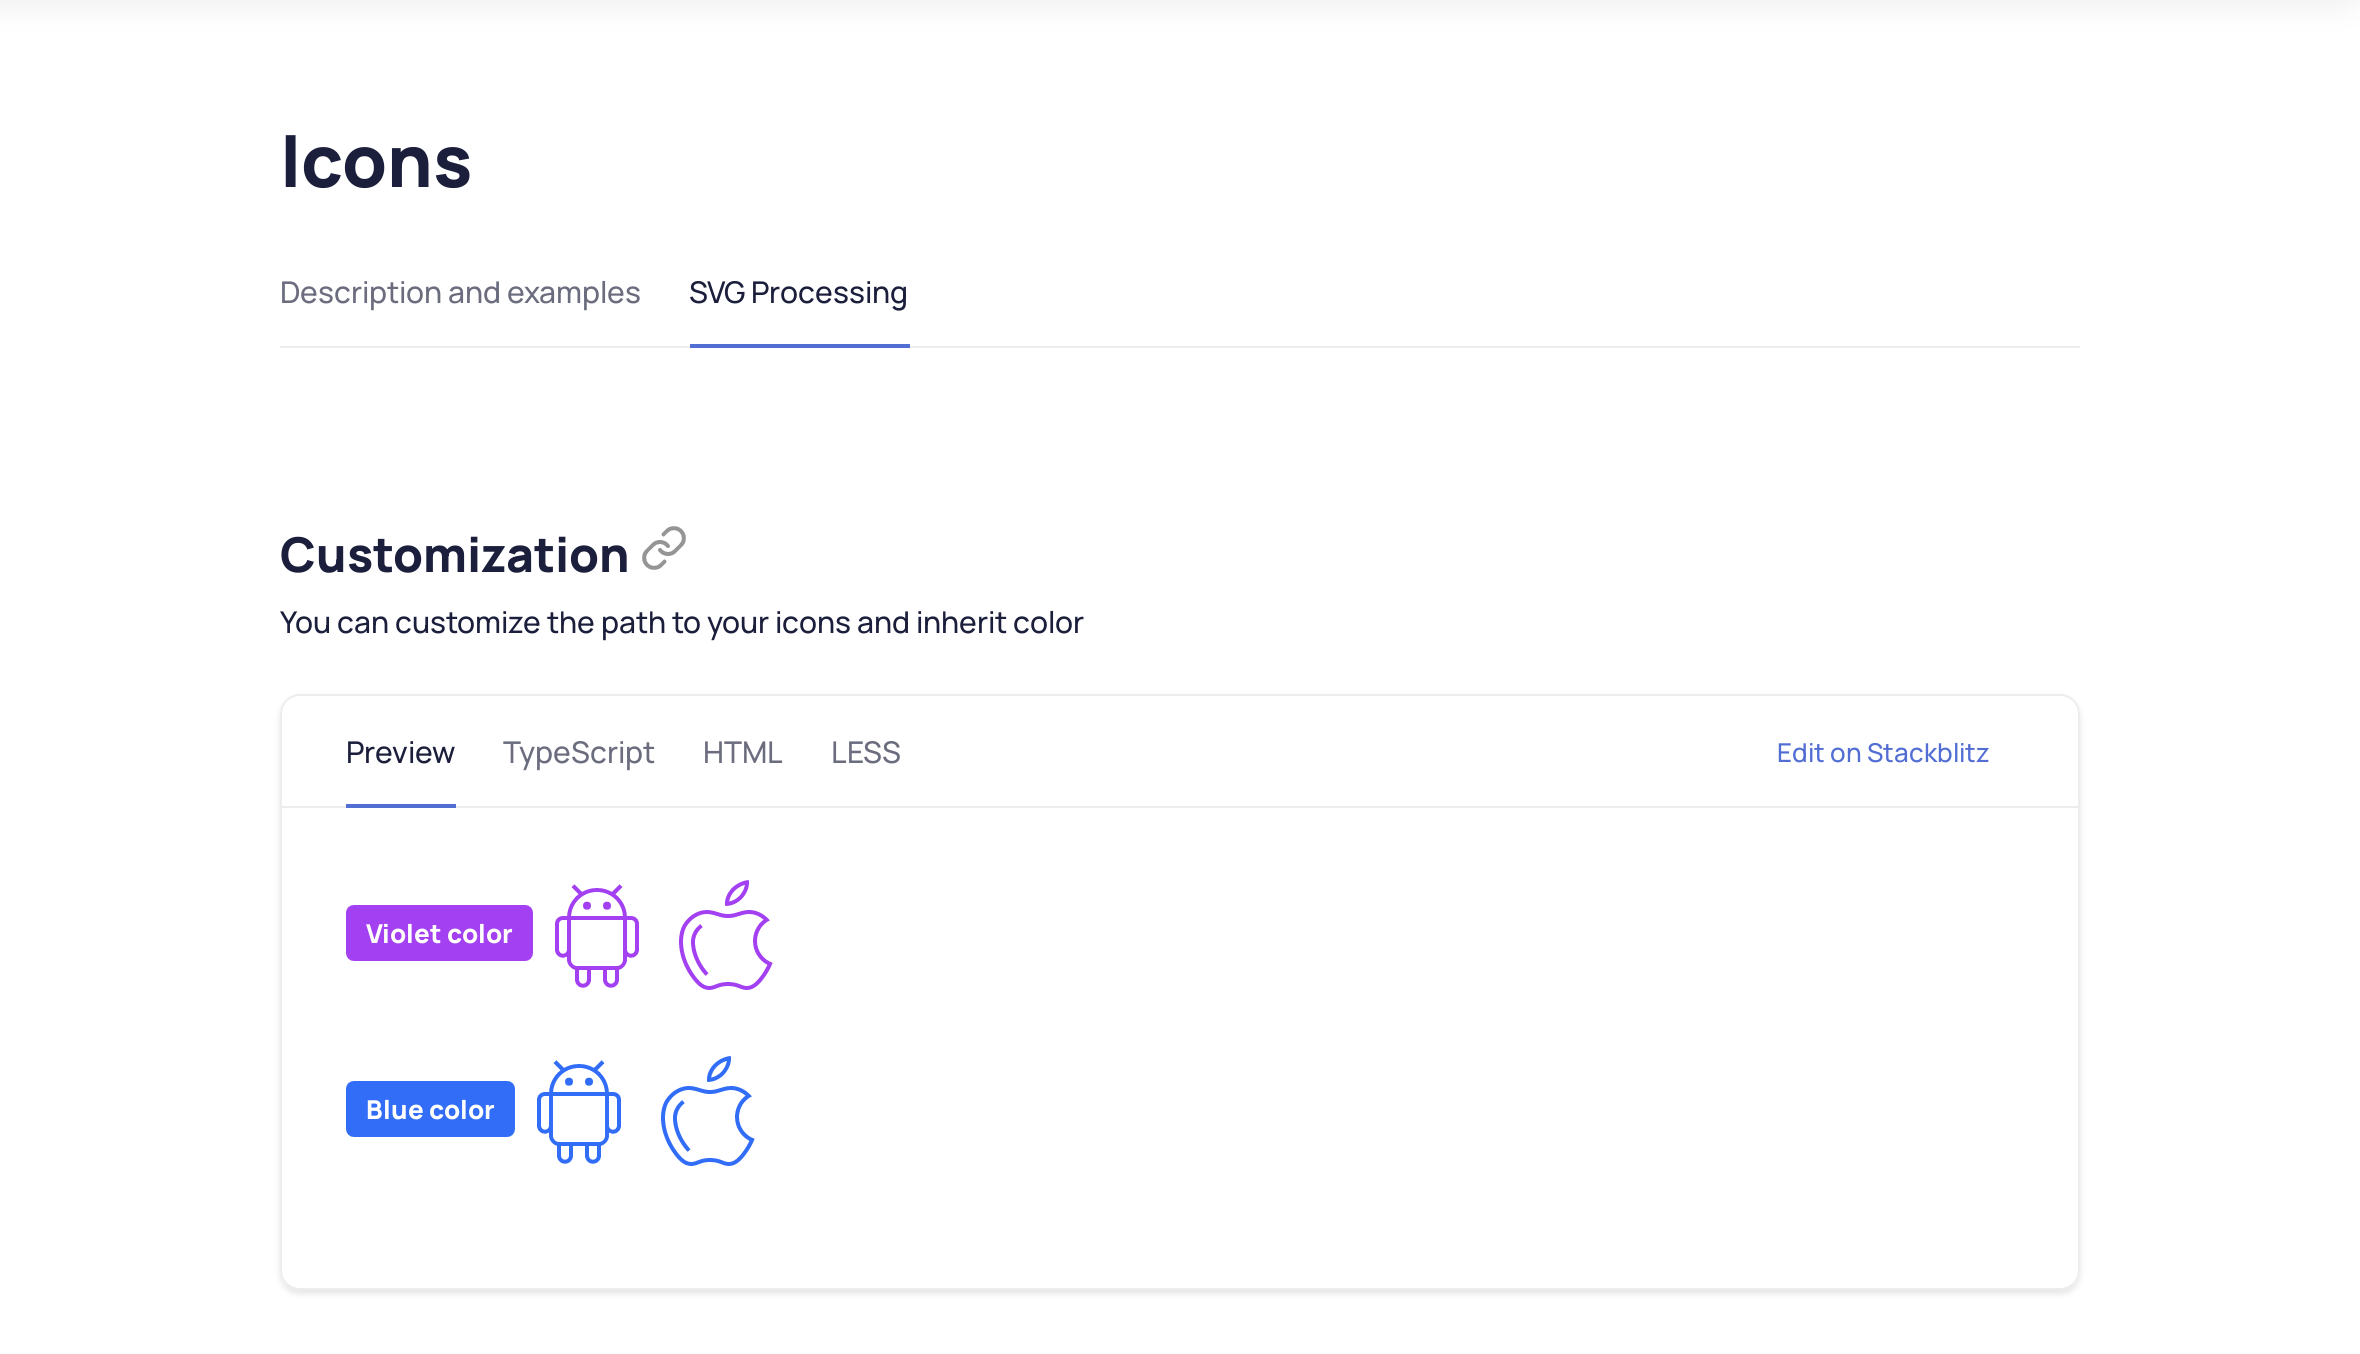 Icons
Description and examples SVG Processing
Customization
You can customize the path to your icons and inherit color
Preview TypeScript HTML LESS Edit on Stackblitz
Violet color
Blue color